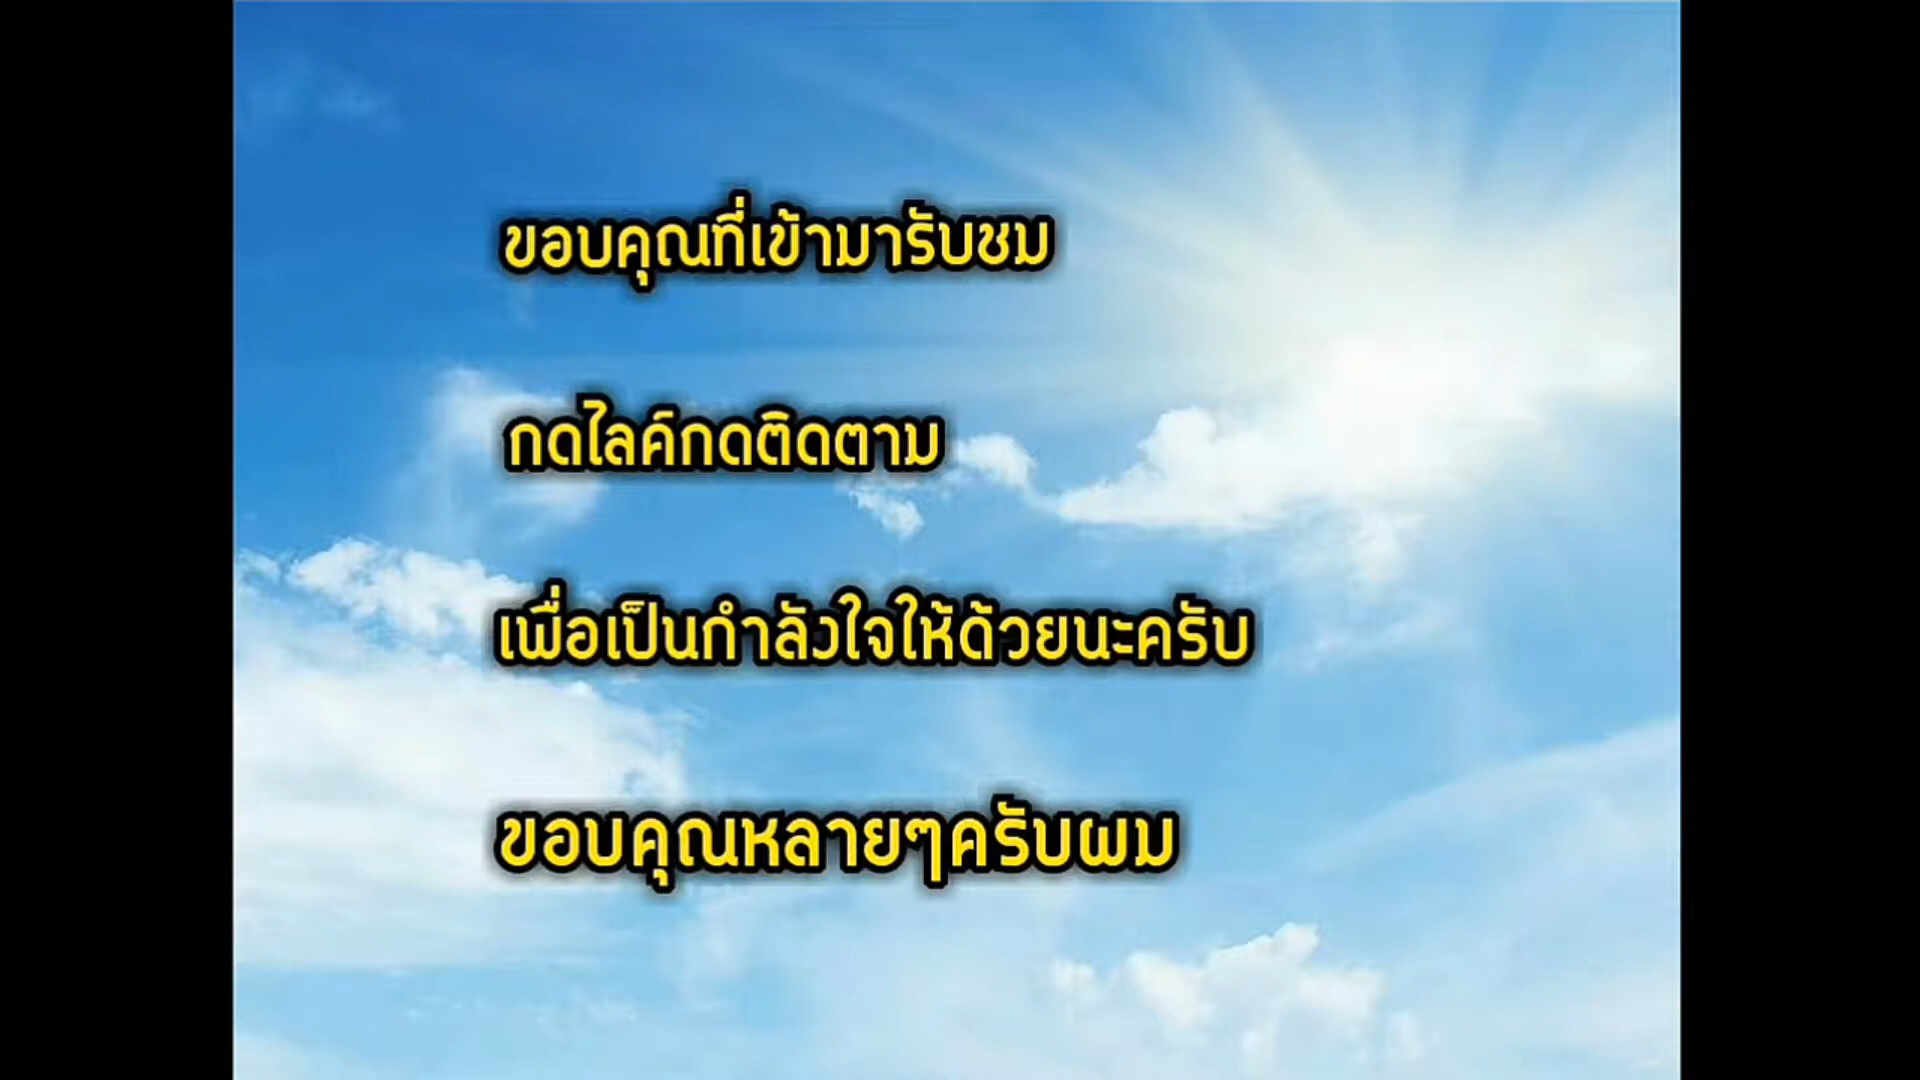 ขอบคุณที่เข้ามารับชม
กดไลค์กดติดตาม
เพื่อเป็นกำลังใจให้ด้วยนะครับ
ขอบคุณหลายๆครับผม